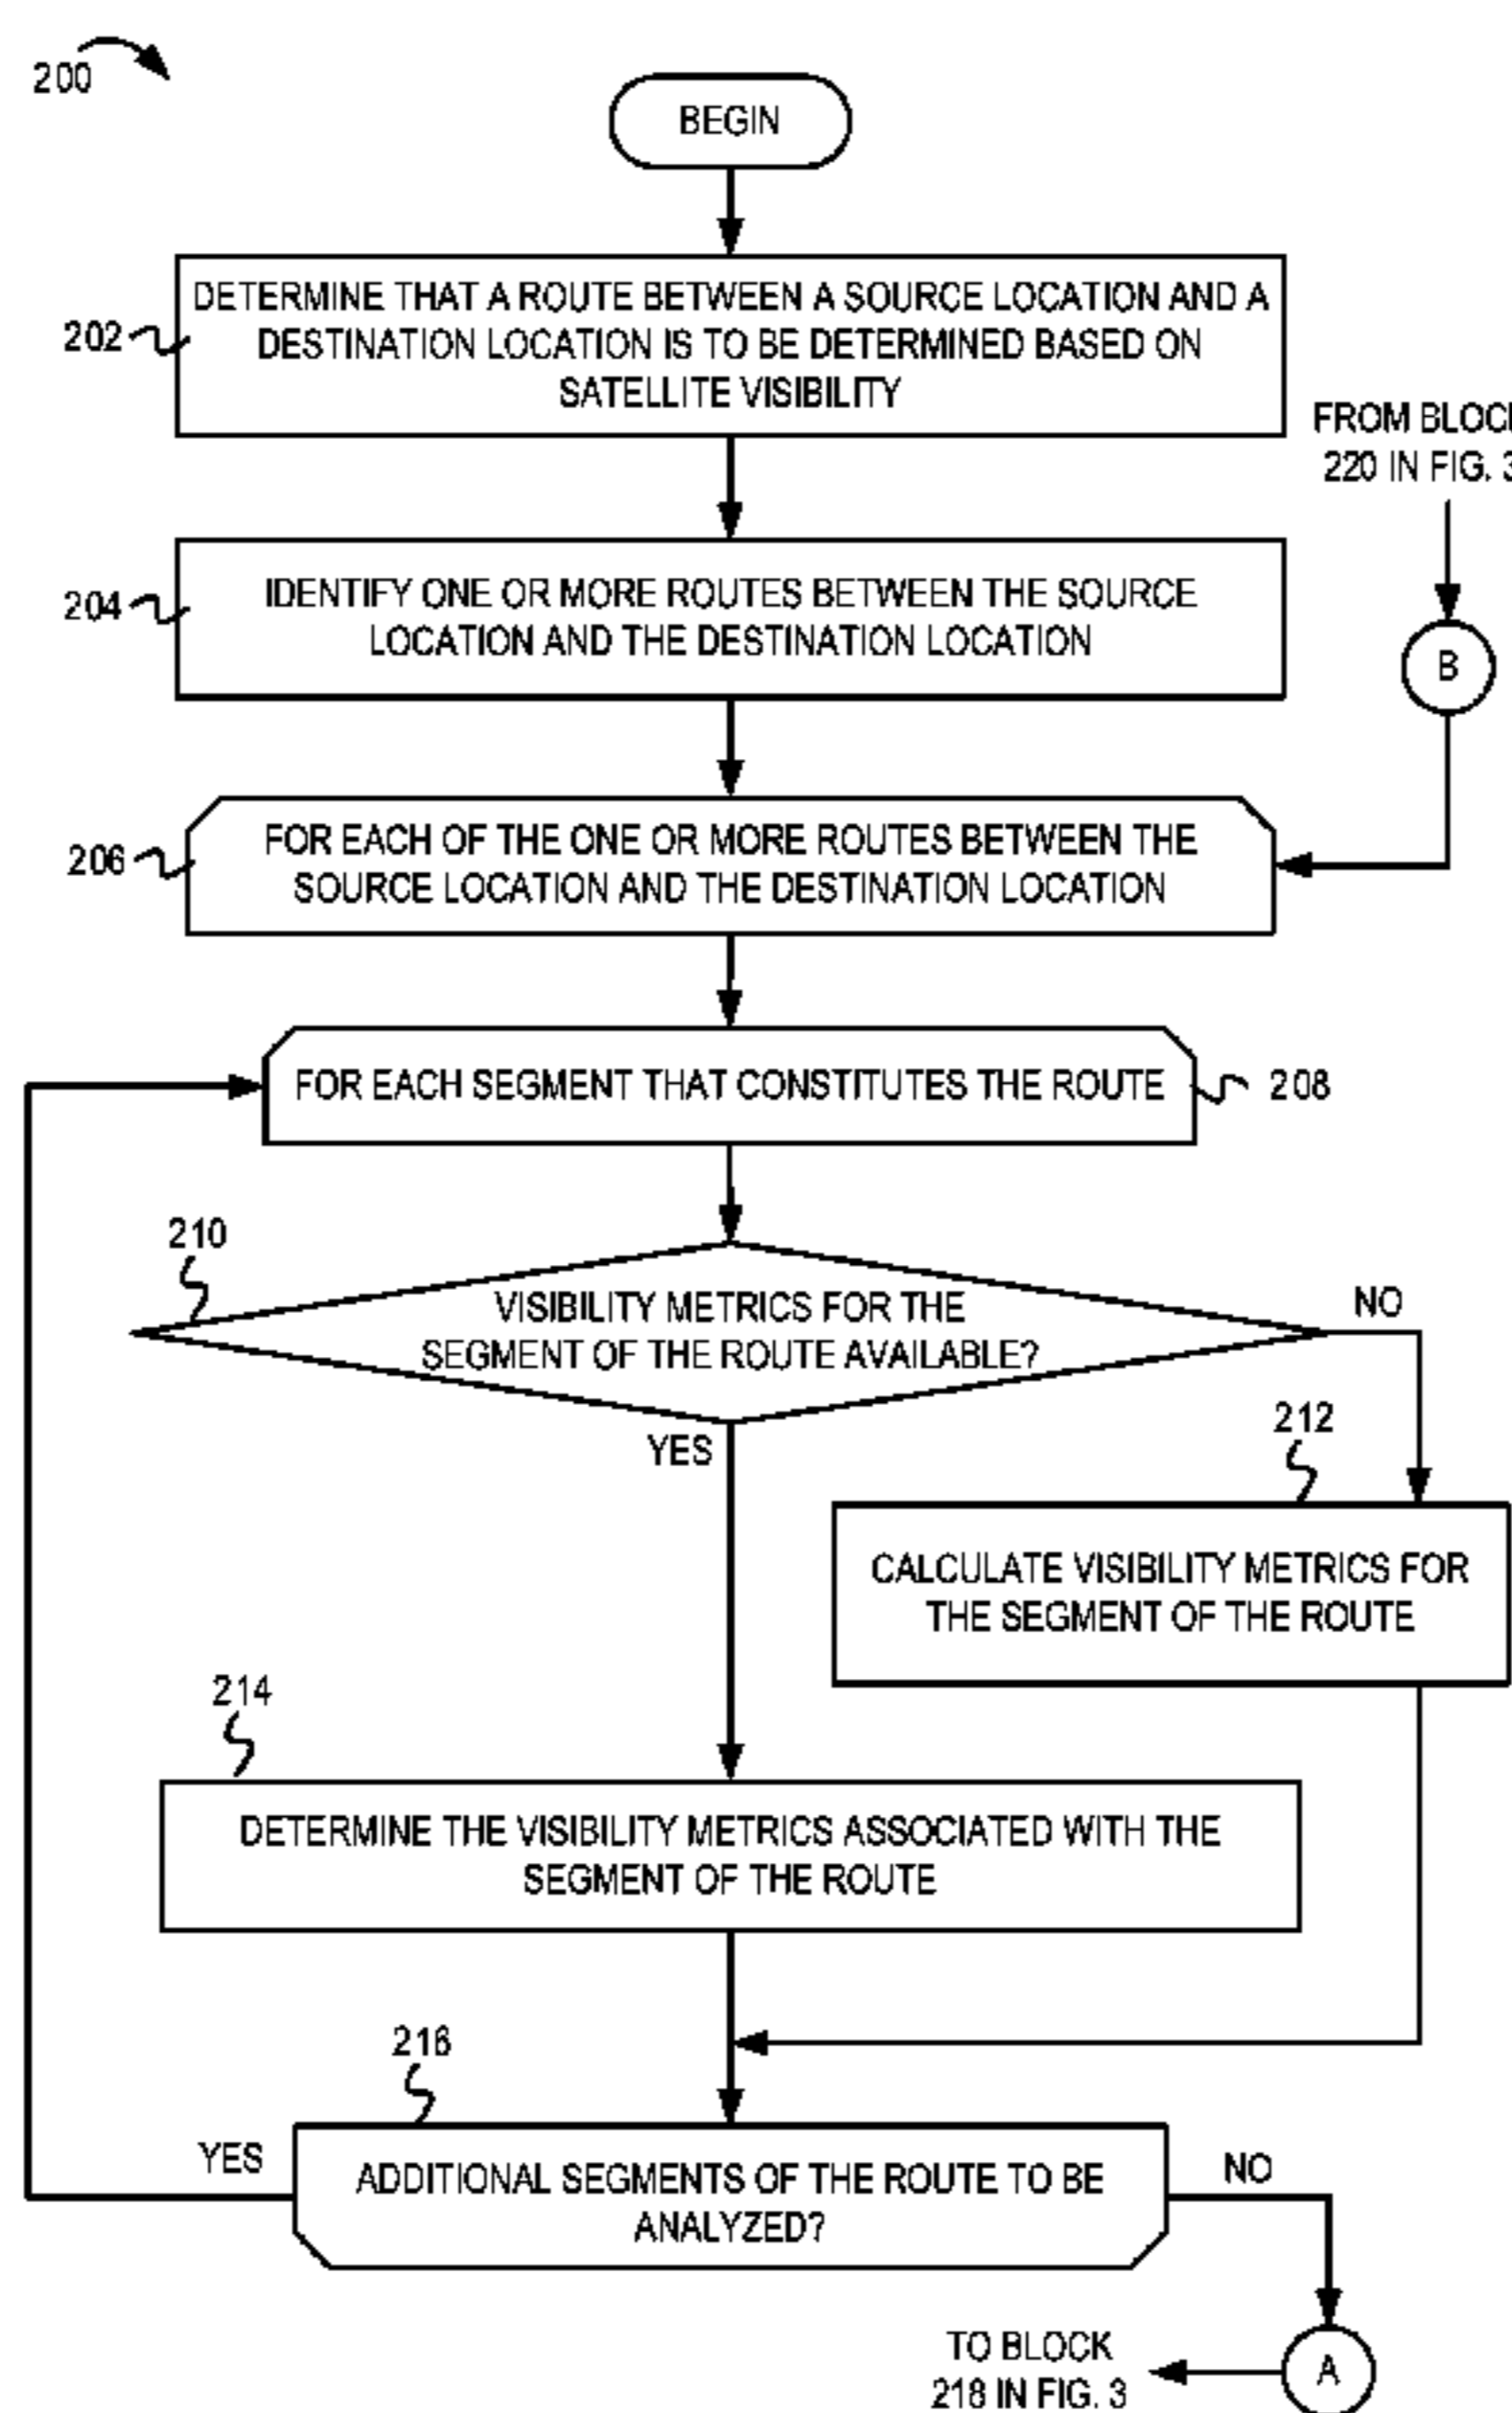 200
BEGIN
202
DETERMINE THAT A ROUTE BETWEEN A SOURCE LOCATION AND A
DESTINATION LOCATION IS TO BE DETERMINED BASED ON
SATELLITE VISIBILITY
FROM
220 IN FIG.
204
IDENTIFY ONE OR MORE ROUTES BETWEEN THE SOURCE
LOCATION AND THE DESTINATION LOCATION
B
206
FOR EACH OF THE ONE OR MORE ROUTES BETWEEN THE
SOURCE LOCATION AND THE DESTINATION LOCATION
FOR EACH SEGMENT THAT CONSTITUTES THE ROUTE
208
210
VISIBILITY METRICS FOR THE
SEGMENT OF THE ROUTE AVAILABLE?
NO
YES
212
CALCULATE VISIBILITY METRICS FOR
THE SEGMENT OF THE ROUTE
214
DETERMINE THE VISIBILITY METRICS ASSOCIATED WITH THE
SEGMENT OF THE ROUTE
216
YES
ADDITIONAL SEGMENTS OF THE ROUTE TO BE
ANALYZED?
NO
TO BLOCK
218 IN FIG. 3
A